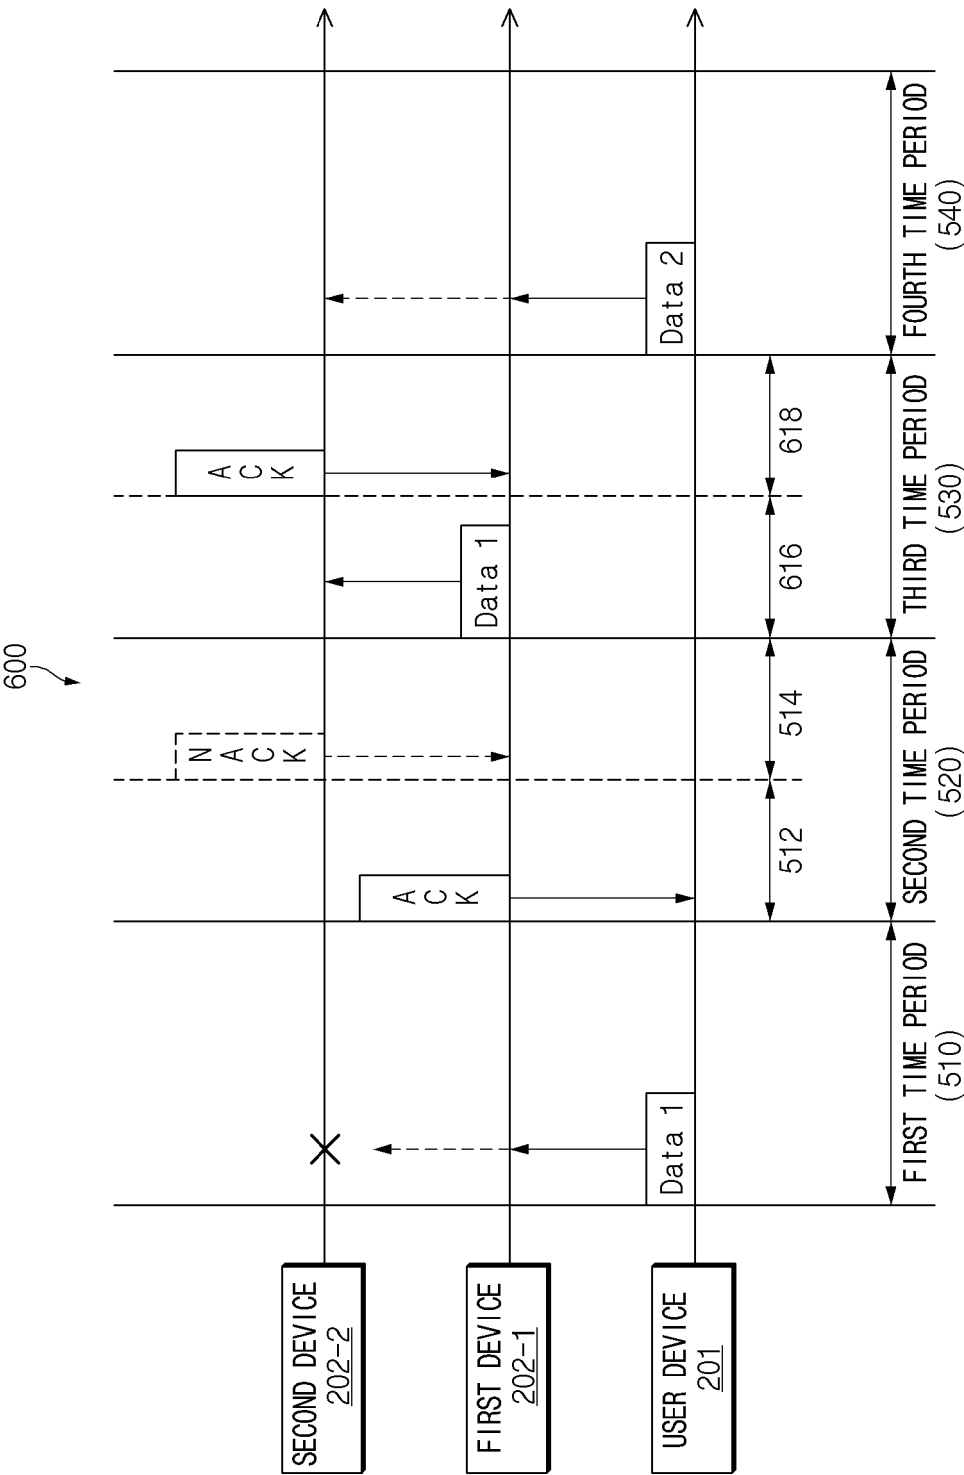 600
SECOND DEVICE
202-2
FIRST DEVICE
202-1
USER DEVICE
201
Data 1
ACK
NACK
Data 1
ACK
Data 2
512
514
616
618
FIRST TIME PERIOD
(510)
SECOND TIME PERIOD
(520)
THIRD TIME PERIOD
(530)
FOURTH TIME PERIOD
(540)